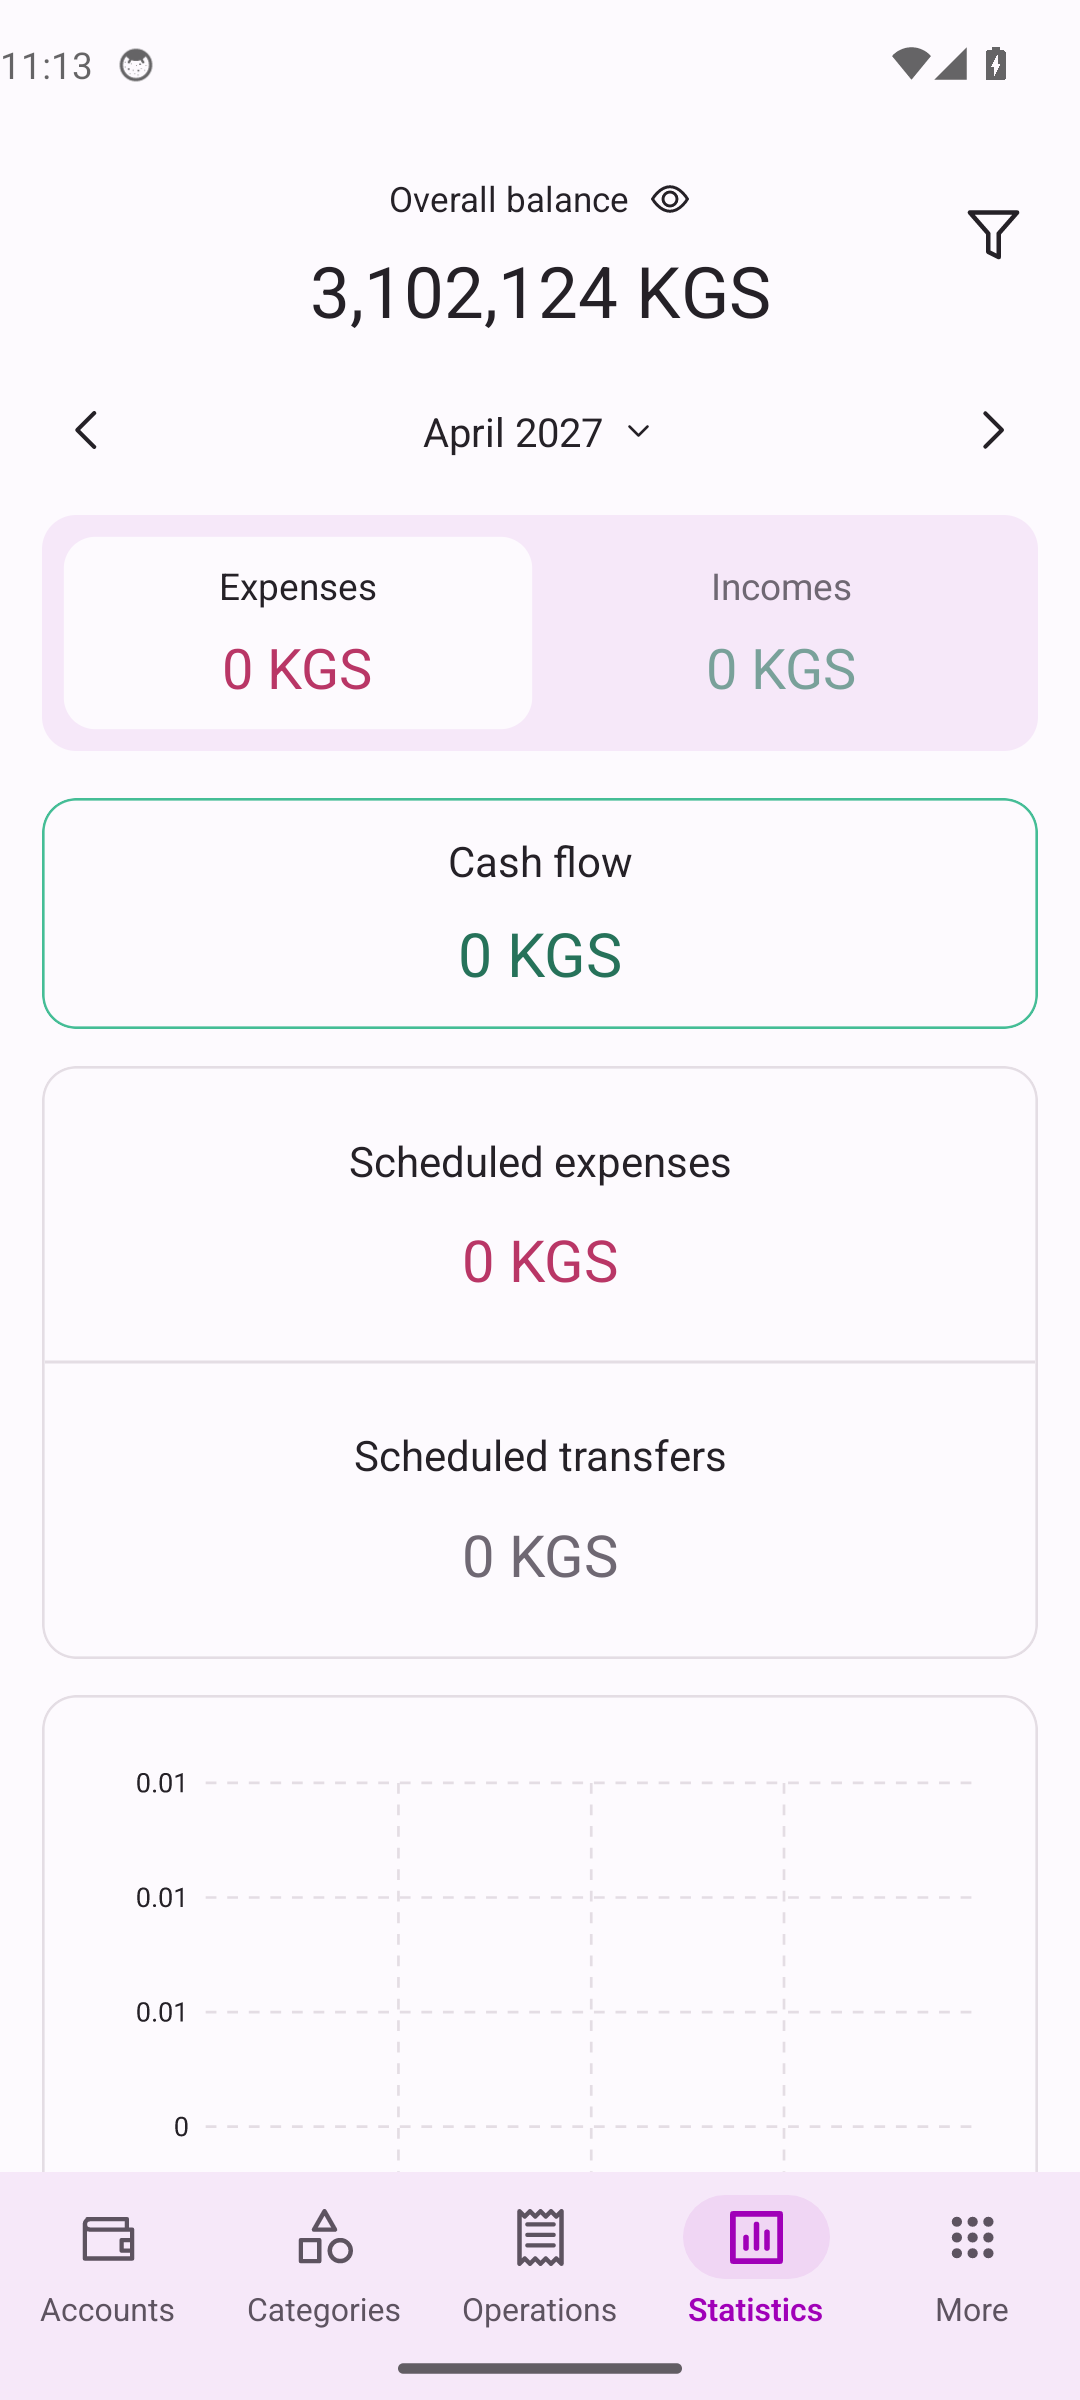 11:13
Overall balance
3,102,124 KGS
April 2027
Expenses
0 KGS
Incomes
0 KGS
Cash flow
0 KGS
Scheduled expenses
0 KGS
Scheduled transfers
0 KGS
0.01
0.01
0.01
0
Accounts
Categories
Operations
Statistics
More